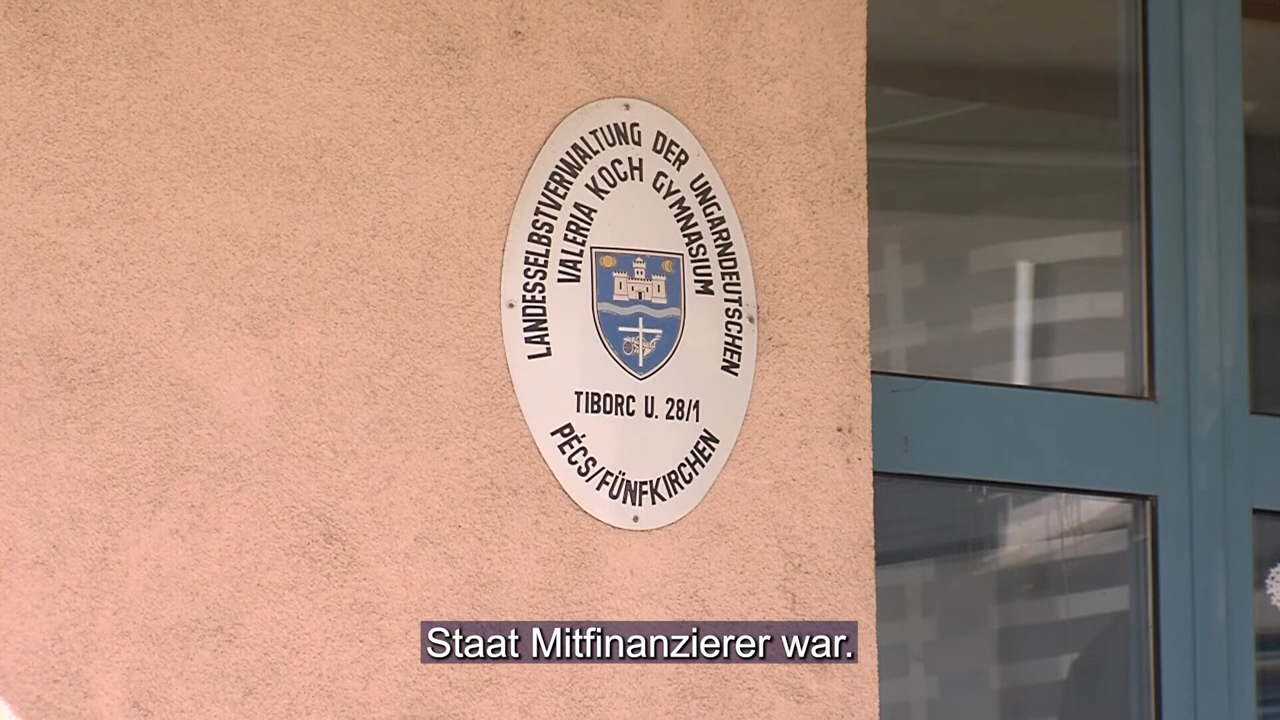 LANDESSELBSTVERWALTUNG DER UNGARNDEUTSCHEN
VALERIA KOCH GYMNASIUM
TIBORC U. 28/1
PÉCS/FÜNFKIRCHEN
Staat Mitfinanzierer war.